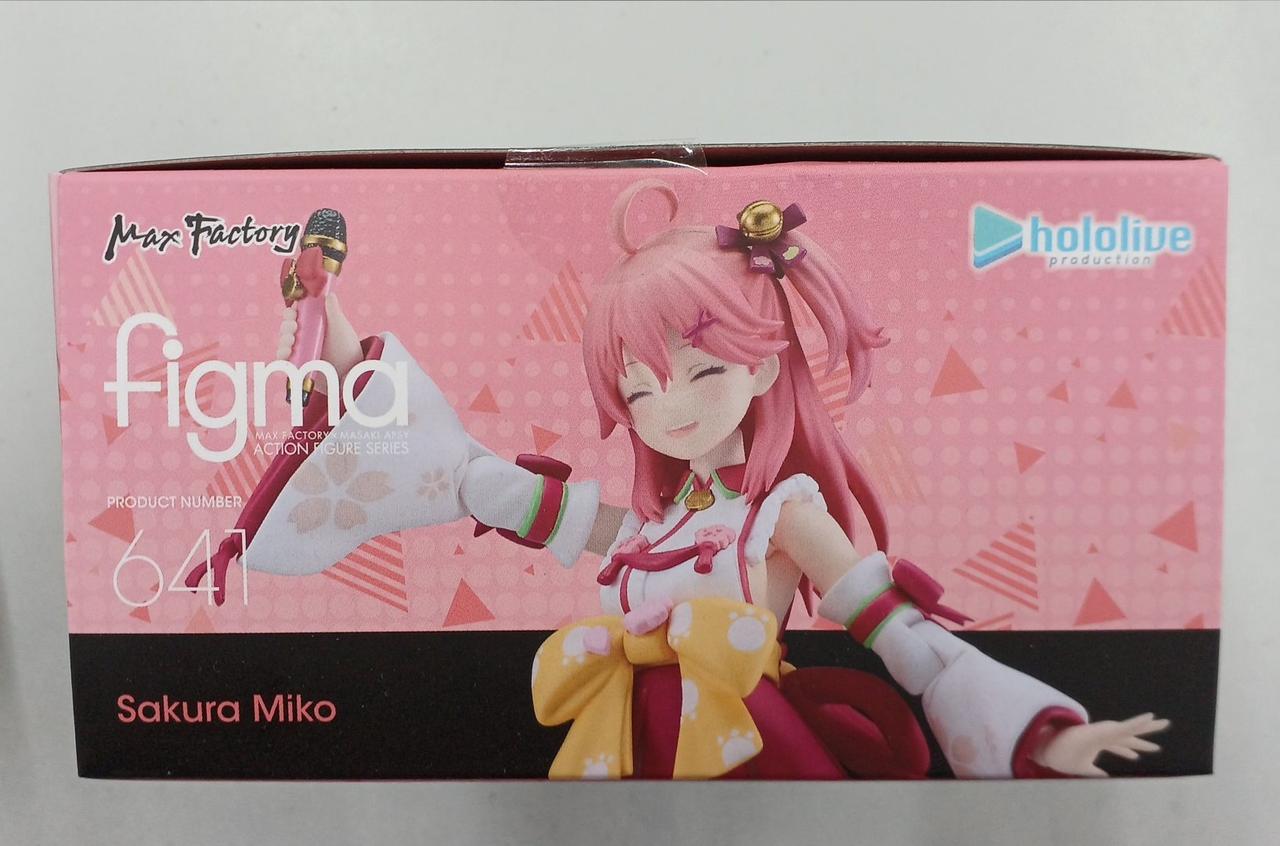 Max Factory
hololive
production
figma
MAX FACTORY × MASAKI APSY
ACTION FIGURE SERIES
PRODUCT NUMBER
641
Sakura Miko